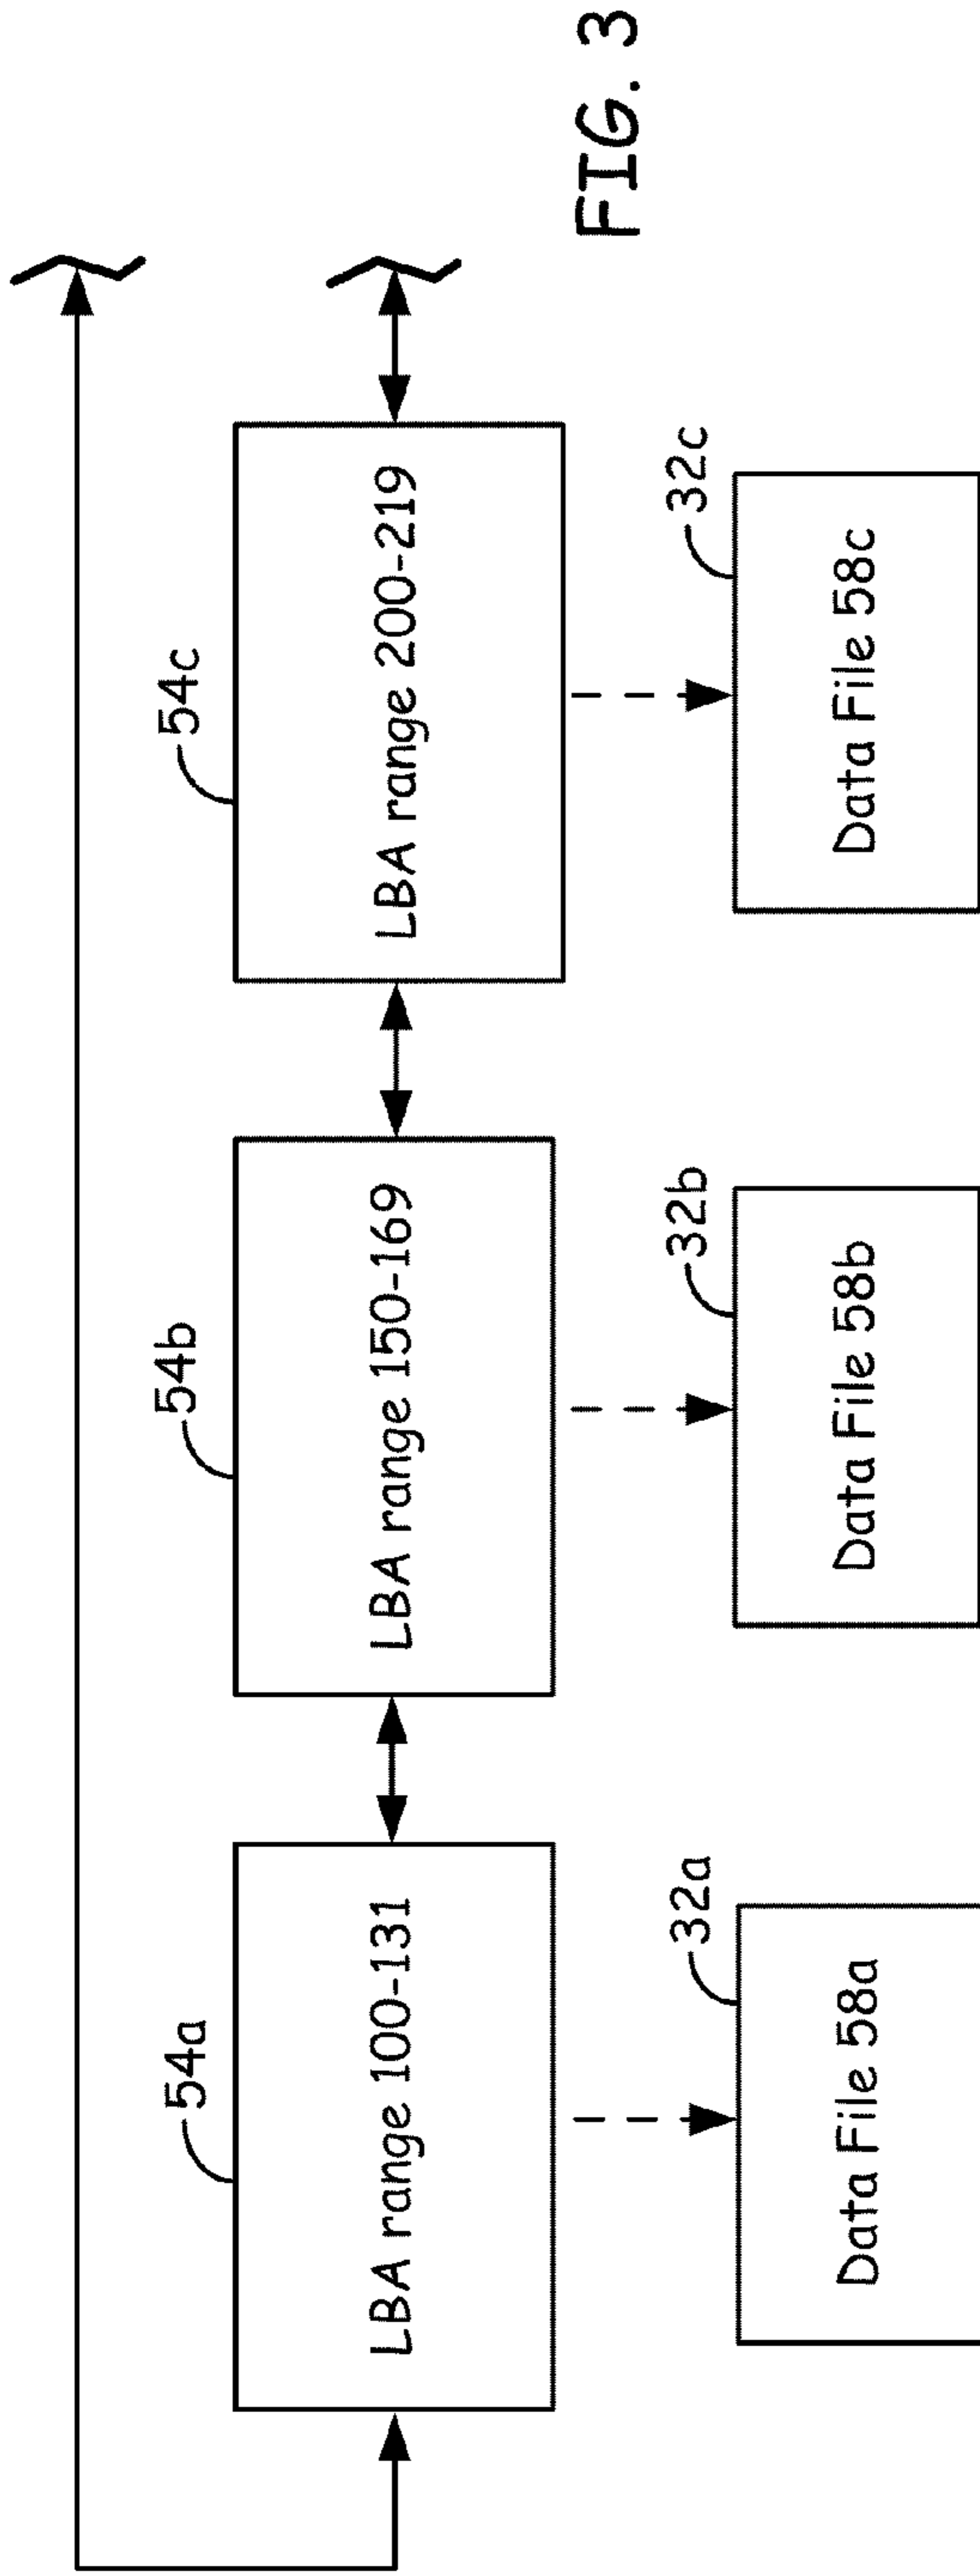 54a
54b
54c
LBA range 100-131
LBA range 150-169
LBA range 200-219
32a
32b
32c
Data File 58a
Data File 58b
Data File 58c
FIG. 3